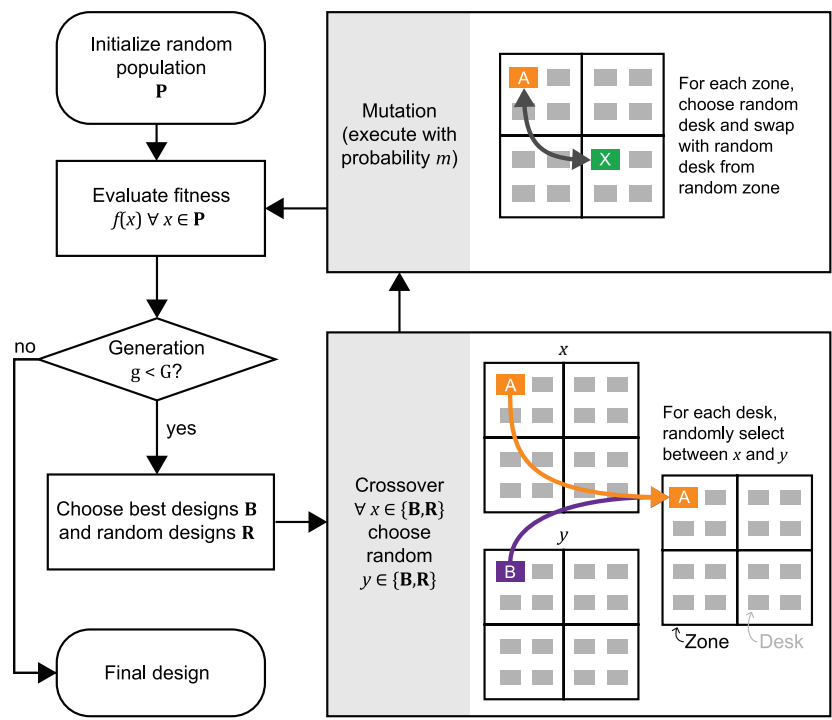 Initialize random
population
P
Evaluate fitness
f(x) ∀ x ∈ P
Generation
g < G?
no
yes
Choose best designs B
and random designs R
Final design
Mutation
(execute with
probability m)
A
X
For each zone,
choose random
desk and swap
with random
desk from
random zone
Crossover
∀ x ∈ {B,R}
choose
random
y ∈ {B,R}
x
A
y
B
For each desk,
randomly select
between x and y
A
Zone
Desk